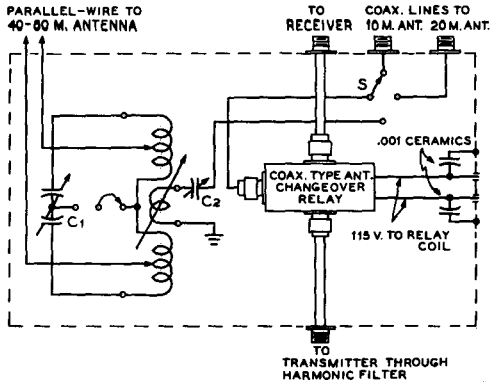 PARALLEL-WIRE TO
40-80 M. ANTENNA
TO
RECEIVER
COAX. LINES TO
10 M. ANT. 20 M. ANT.
S
.001 CERAMICS
C1
C2
COAX. TYPE ANT.
CHANGEOVER
RELAY
115 V. TO RELAY
COIL
TO
TRANSMITTER THROUGH
HARMONIC FILTER